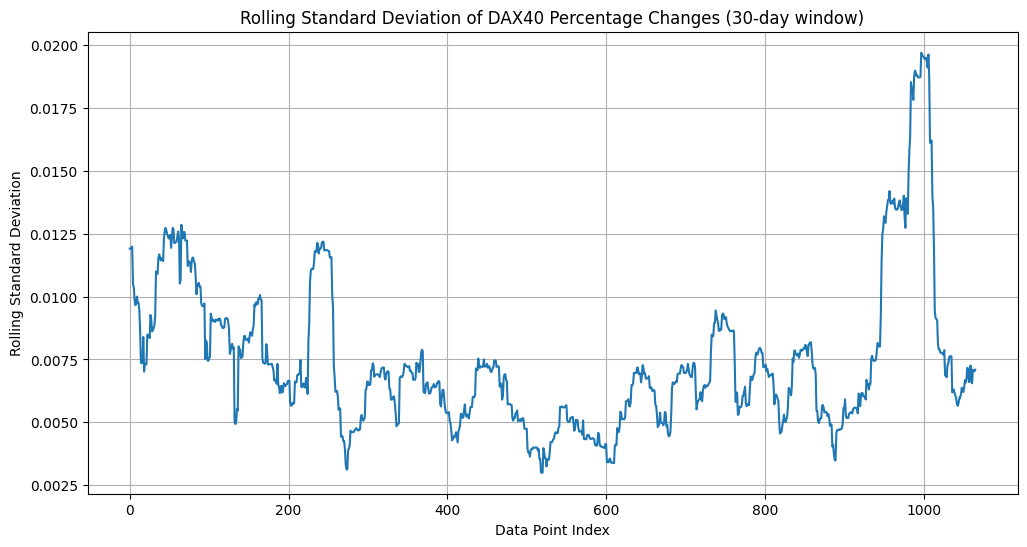 Rolling Standard Deviation of DAX40 Percentage Changes (30-day window)
Rolling Standard Deviation
0.0200
0.0175
0.0150
0.0125
0.0100
0.0075
0.0050
0.0025
0 200 400 600 800 1000
Data Point Index